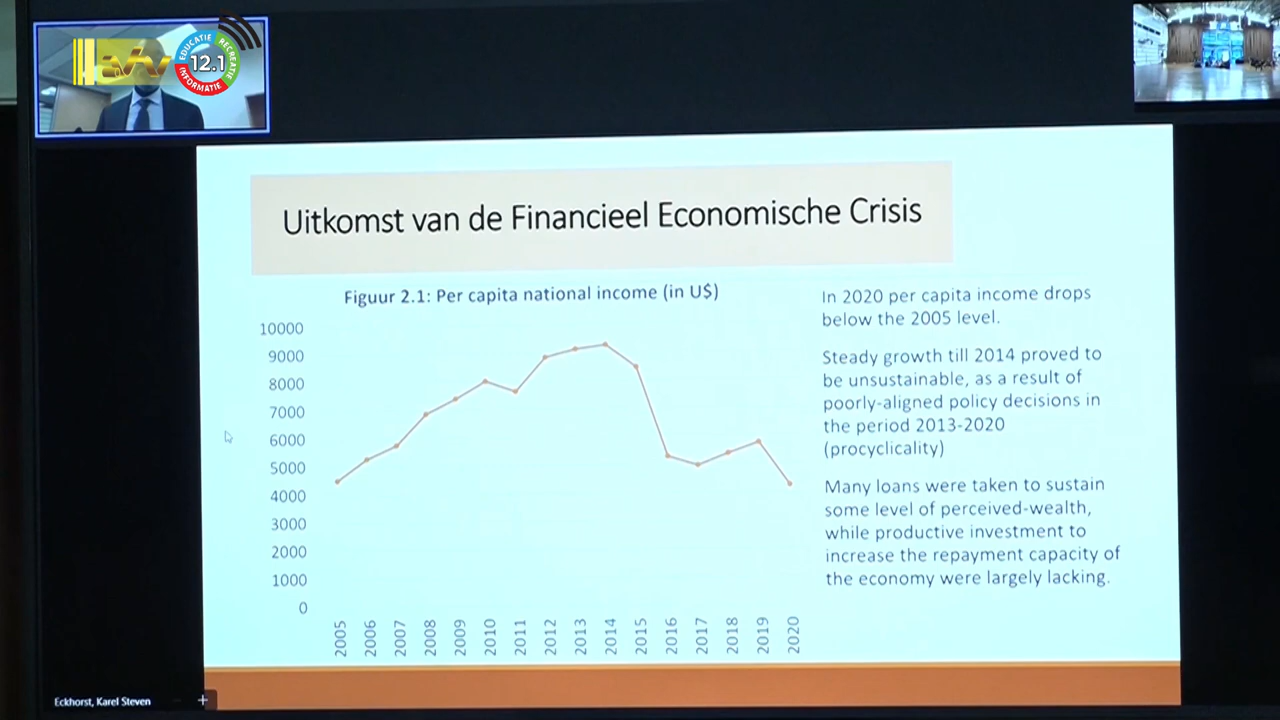 EDUCATIE
RECREATIE
INFORMATIE
12.1
Uitkomst van de Financieel Economische Crisis
Figuur 2.1: Per capita national income (in U$)
10000
9000
8000
7000
6000
5000
4000
3000
2000
1000
0
2005
2006
2007
2008
2009
2010
2011
2012
2013
2014
2015
2016
2017
2018
2019
2020
In 2020 per capita income drops
below the 2005 level.
Steady growth till 2014 proved to
be unsustainable, as a result of
poorly-aligned policy decisions in
the period 2013-2020
(procyclicality)
Many loans were taken to sustain
some level of perceived-wealth,
while productive investment to
increase the repayment capacity of
the economy were largely lacking.
Eckhorst, Karel Steven